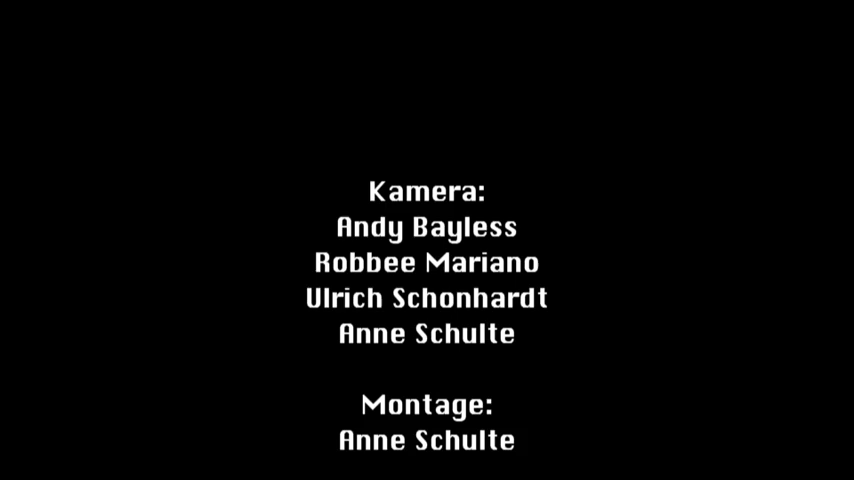 Kamera:
Andy Bayless
Robbee Mariano
Ulrich Schonhardt
Anne Schulte
Montage:
Anne Schulte